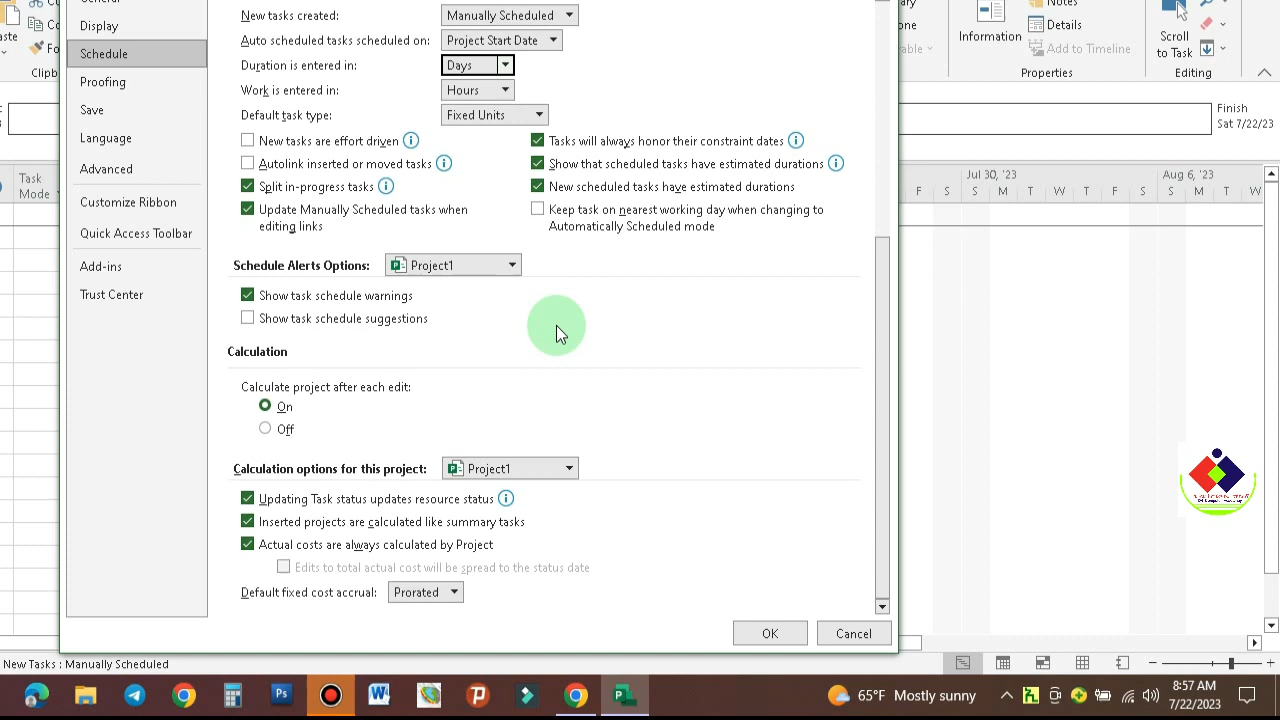 General
Display
Schedule
Proofing
Save
Language
Advanced
Customize Ribbon
Quick Access Toolbar
Add-ins
Trust Center
New tasks created: Manually Scheduled
Auto scheduled tasks scheduled on: Project Start Date
Duration is entered in: Days
Work is entered in: Hours
Default task type: Fixed Units
New tasks are effort driven
Autolink inserted or moved tasks
Split in-progress tasks
Update Manually Scheduled tasks when
editing links
Tasks will always honor their constraint dates
Show that scheduled tasks have estimated durations
New scheduled tasks have estimated durations
Keep task on nearest working day when changing to
Automatically Scheduled mode
Schedule Alerts Options: Project1
Show task schedule warnings
Show task schedule suggestions
Calculation
Calculate project after each edit:
On
Off
Calculation options for this project: Project1
Updating Task status updates resource status
Inserted projects are calculated like summary tasks
Actual costs are always calculated by Project
Edits to total actual cost will be spread to the status date
Default fixed cost accrual: Prorated
OK Cancel
Cu
Co
Fo
Clipb
Task
Mode
Information
Notes
Details
Add to Timeline
Properties
Scroll
to Task
Editing
Finish
Sat 7/22/23
Jul 30, '23 Aug 6, '23
F S S M T W T F S S M T W
New Tasks : Manually Scheduled
65°F Mostly sunny
8:57 AM
7/22/2023